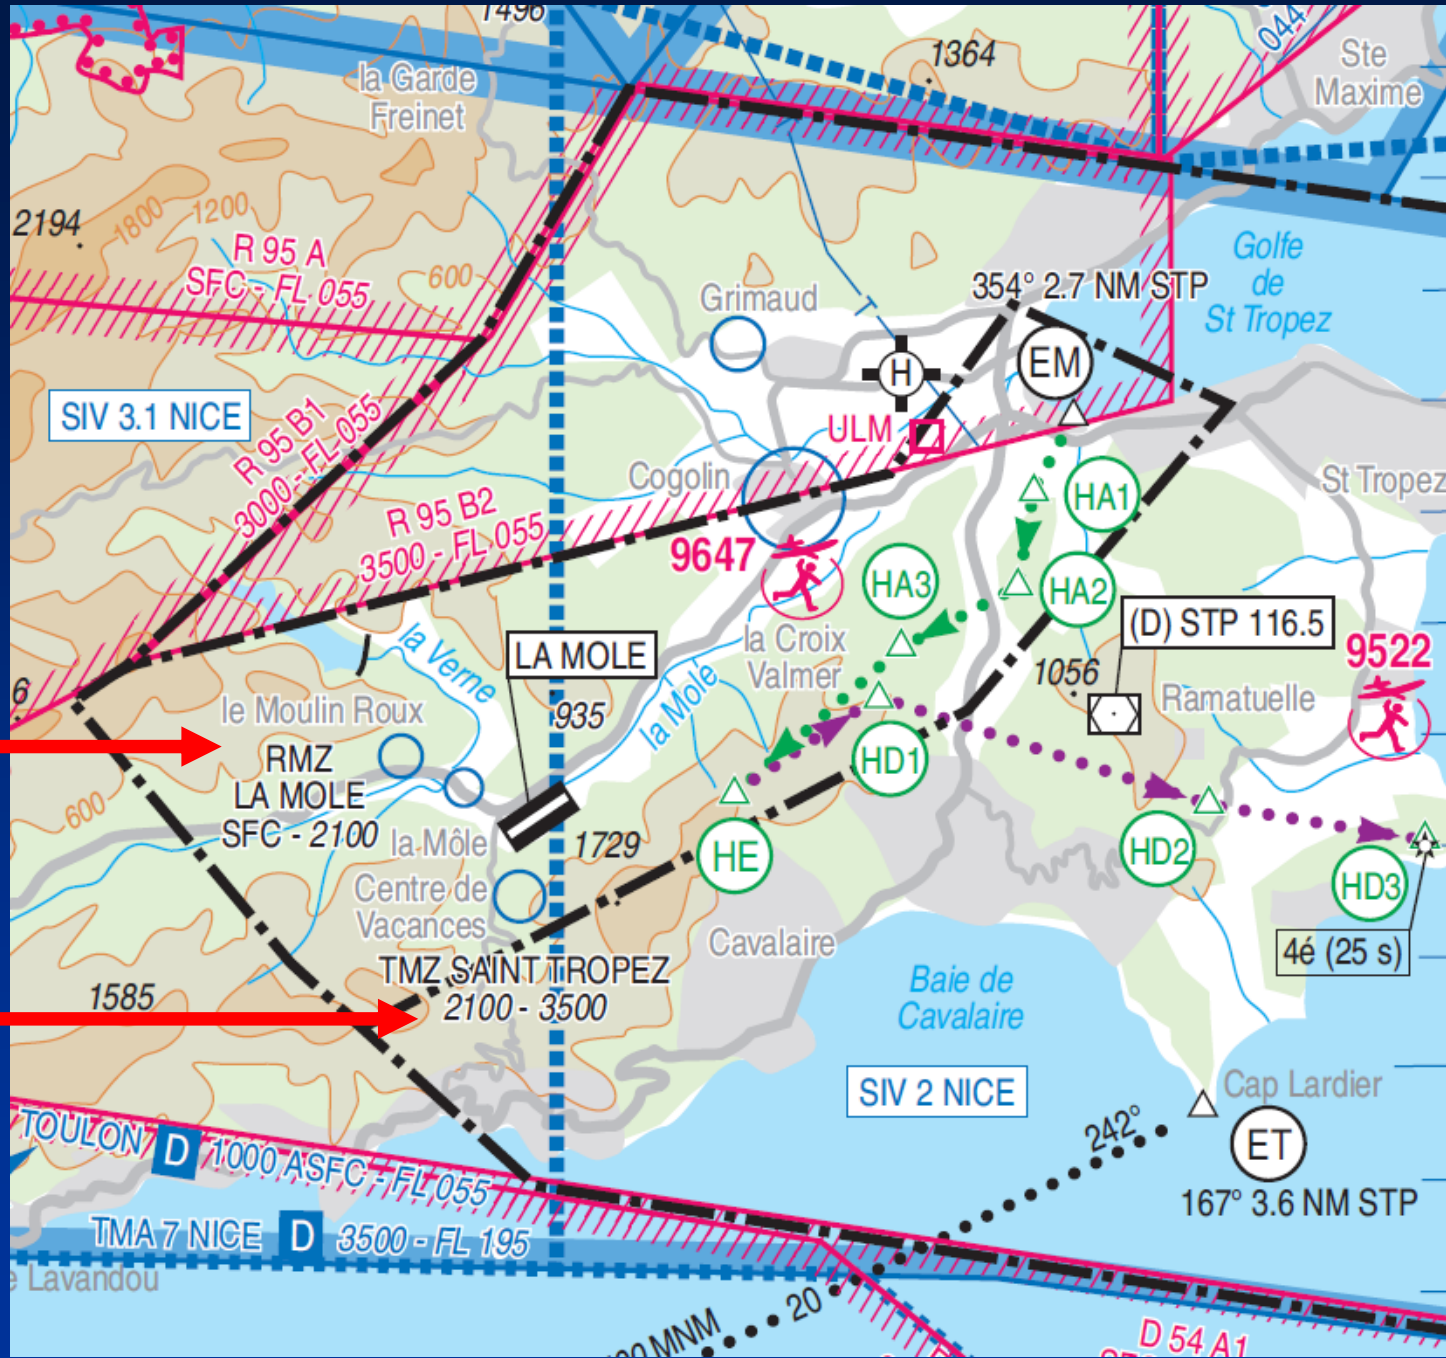 1496
044
1364
Ste
Maxime
la Garde
Freinet
1800
1200
2194
R 95 A
SFC - FL 055
600
Golfe
de
St Tropez
354° 2.7 NM STP
Grimaud
EM
H
SIV 3.1 NICE
R 95 B1
3000 - FL 055
ULM
Cogolin
St Tropez
HA1
R 95 B2
3500 - FL 055
9647
HA3
HA2
(D) STP 116.5
la Verne
LA MOLE
la Croix
Valmer
la Mole
1056
9522
Ramatuelle
6
le Moulin Roux
935
RMZ
LA MOLE
SFC - 2100
HD1
600
la Môle
1729
HE
HD2
HD3
Centre de
Vacances
Cavalaire
4é (25 s)
TMZ SAINT TROPEZ
2100 - 3500
1585
Baie de
Cavalaire
SIV 2 NICE
Cap Lardier
242°
ET
167° 3.6 NM STP
TOULON D 1000 ASFC - FL 055
TMA 7 NICE D 3500 - FL 195
Lavandou
20
MNM
D 54 A1